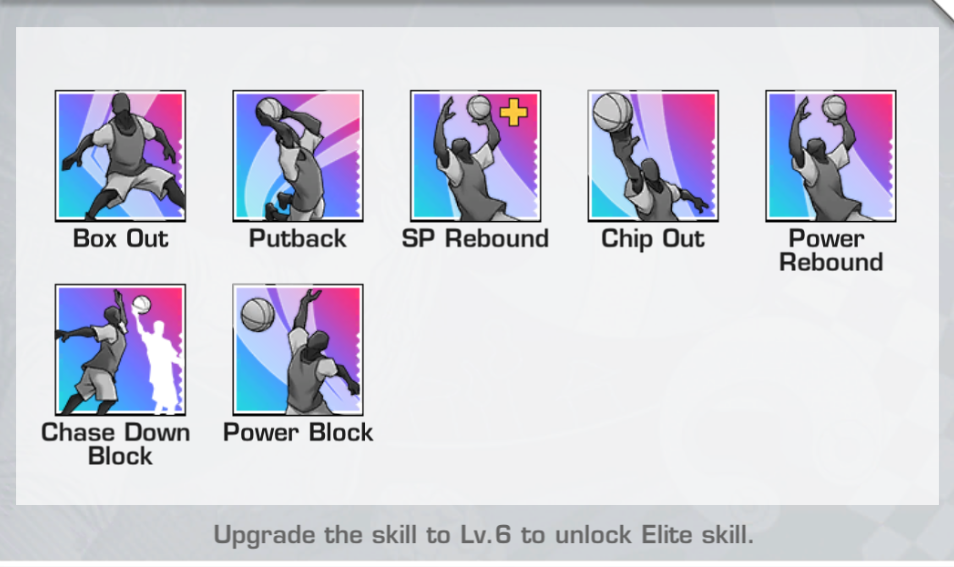 Box Out
Putback
SP Rebound
Chip Out
Power
Rebound
Chase Down
Block
Power Block
Upgrade the skill to Lv.6 to unlock Elite skill.